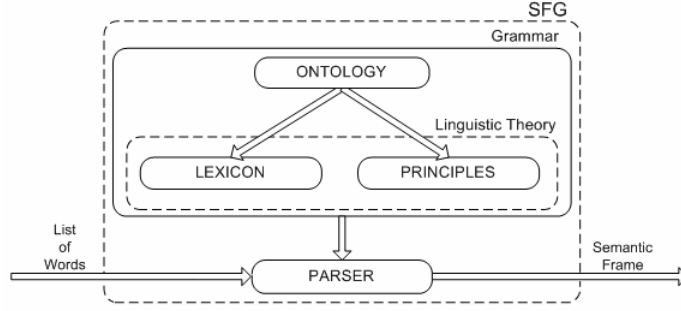 SFG
Grammar
ONTOLOGY
Linguistic Theory
LEXICON
PRINCIPLES
List
of
Words
PARSER
Semantic
Frame